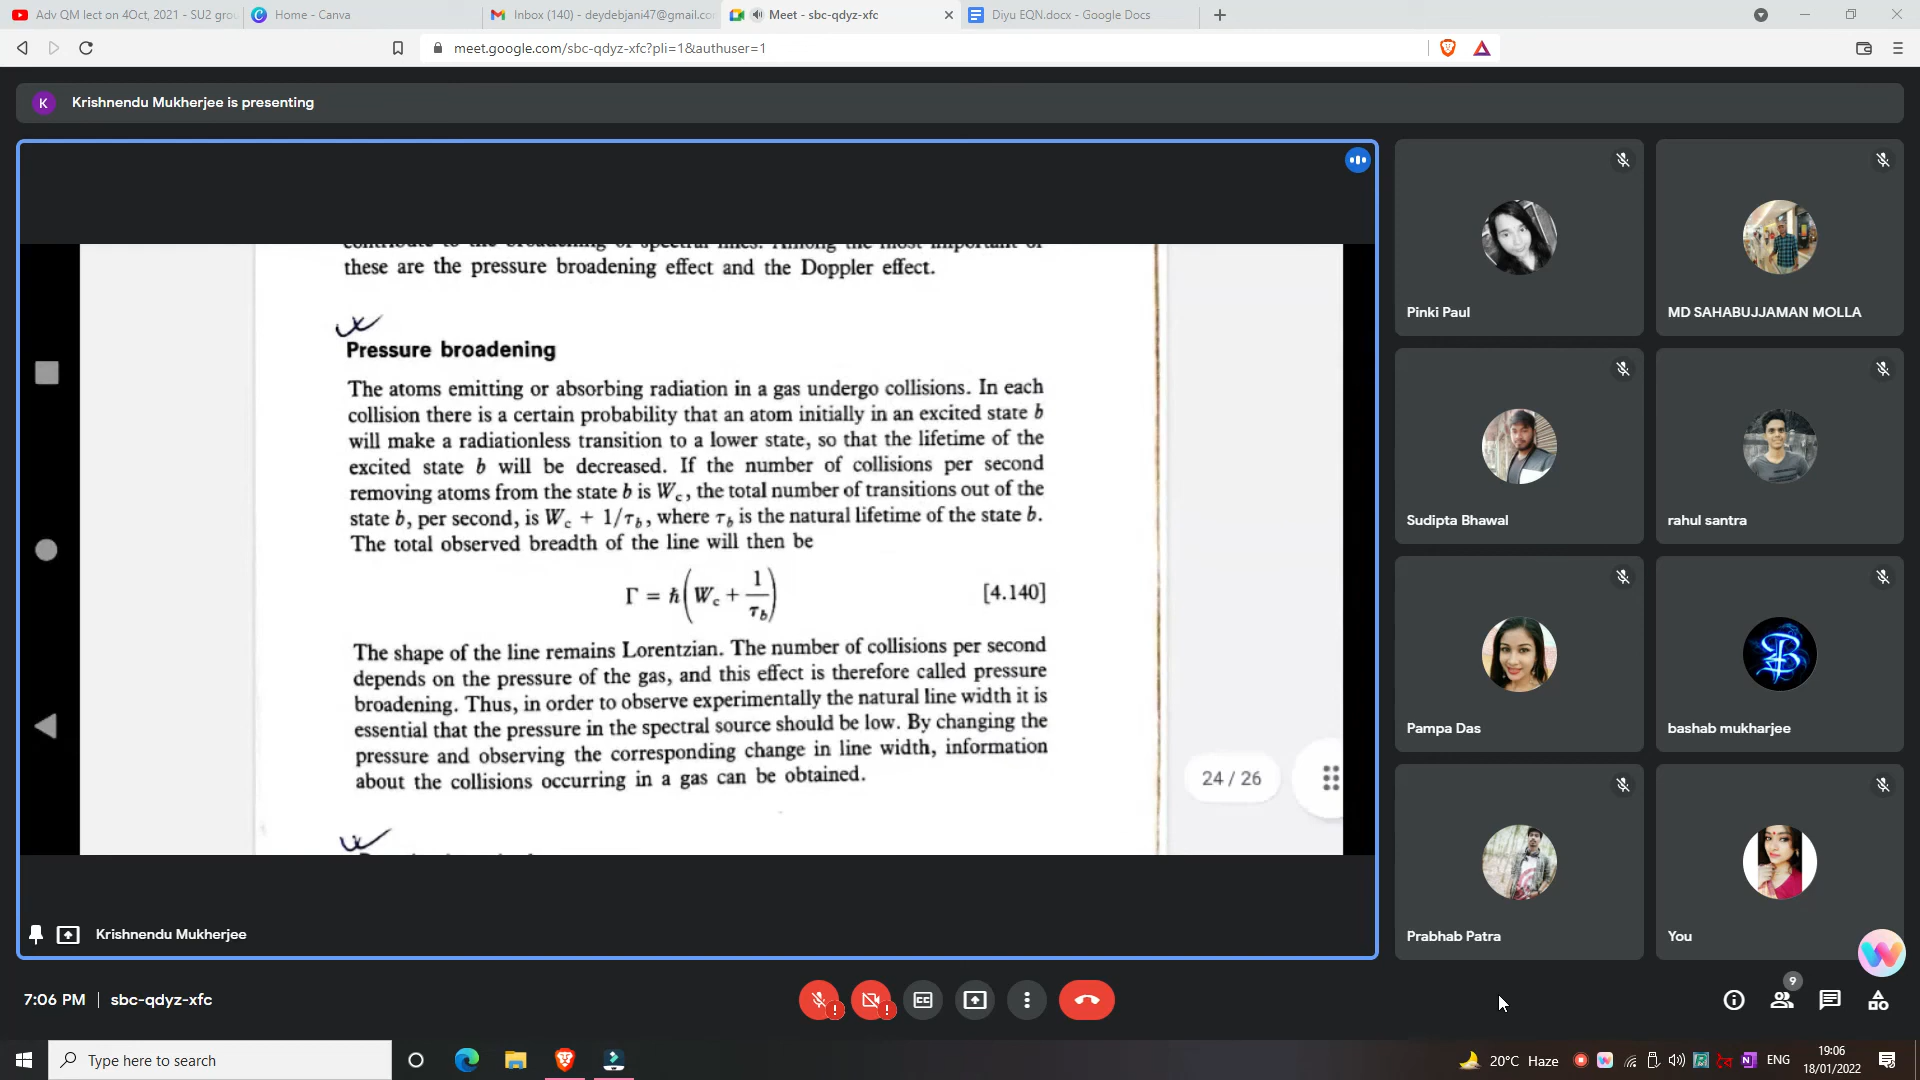 Adv QM lect on 4Oct, 2021 - SU2 grou
Home - Canva
Inbox (140) - deydebjani47@gmail.co
Meet - sbc-qdyz-xfc
Diyu EQN.docx - Google Docs
meet.google.com/sbc-qdyz-xfc?pli=1&authuser=1
K
Krishnendu Mukherjee is presenting
these are the pressure broadening effect and the Doppler effect.
Pressure broadening
The atoms emitting or absorbing radiation in a gas undergo collisions. In each
collision there is a certain probability that an atom initially in an excited state b
will make a radiationless transition to a lower state, so that the lifetime of the
excited state b will be decreased. If the number of collisions per second
removing atoms from the state b is W_c, the total number of transitions out of the
state b, per second, is W_c + 1/τ_b, where τ_b is the natural lifetime of the state b.
The total observed breadth of the line will then be
Γ = ħ(W_c + 1/τ_b) [4.140]
The shape of the line remains Lorentzian. The number of collisions per second
depends on the pressure of the gas, and this effect is therefore called pressure
broadening. Thus, in order to observe experimentally the natural line width it is
essential that the pressure in the spectral source should be low. By changing the
pressure and observing the corresponding change in line width, information
about the collisions occurring in a gas can be obtained.
24 / 26
Krishnendu Mukherjee
Pinki Paul
MD SAHABUJJAMAN MOLLA
Sudipta Bhawal
rahul santra
Pampa Das
bashab mukharjee
Prabhab Patra
You
7:06 PM | sbc-qdyz-xfc
9
Type here to search
20°C Haze
ENG
19:06
18/01/2022